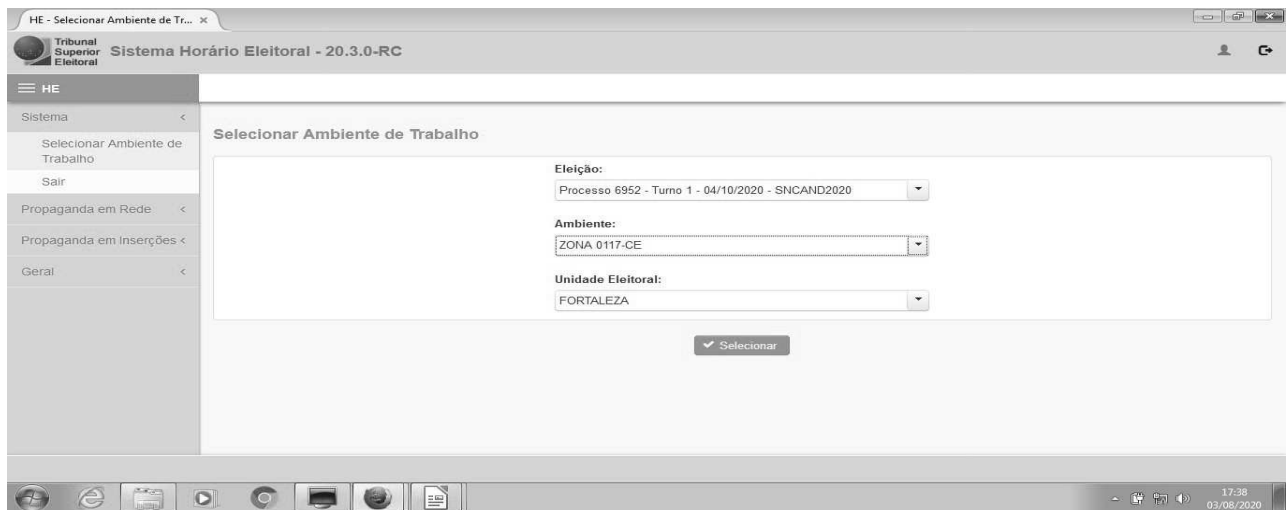 HE - Selecionar Ambiente de Tr... ×
Tribunal
Superior
Eleitoral
Sistema Horário Eleitoral - 20.3.0-RC
HE
Sistema <
Selecionar Ambiente de
Trabalho
Sair
Propaganda em Rede <
Propaganda em Inserções <
Geral <
Selecionar Ambiente de Trabalho
Eleição:
Processo 6952 - Turno 1 - 04/10/2020 - SNCAND2020
Ambiente:
ZONA 0117-CE
Unidade Eleitoral:
FORTALEZA
Selecionar
17:38
03/08/2020